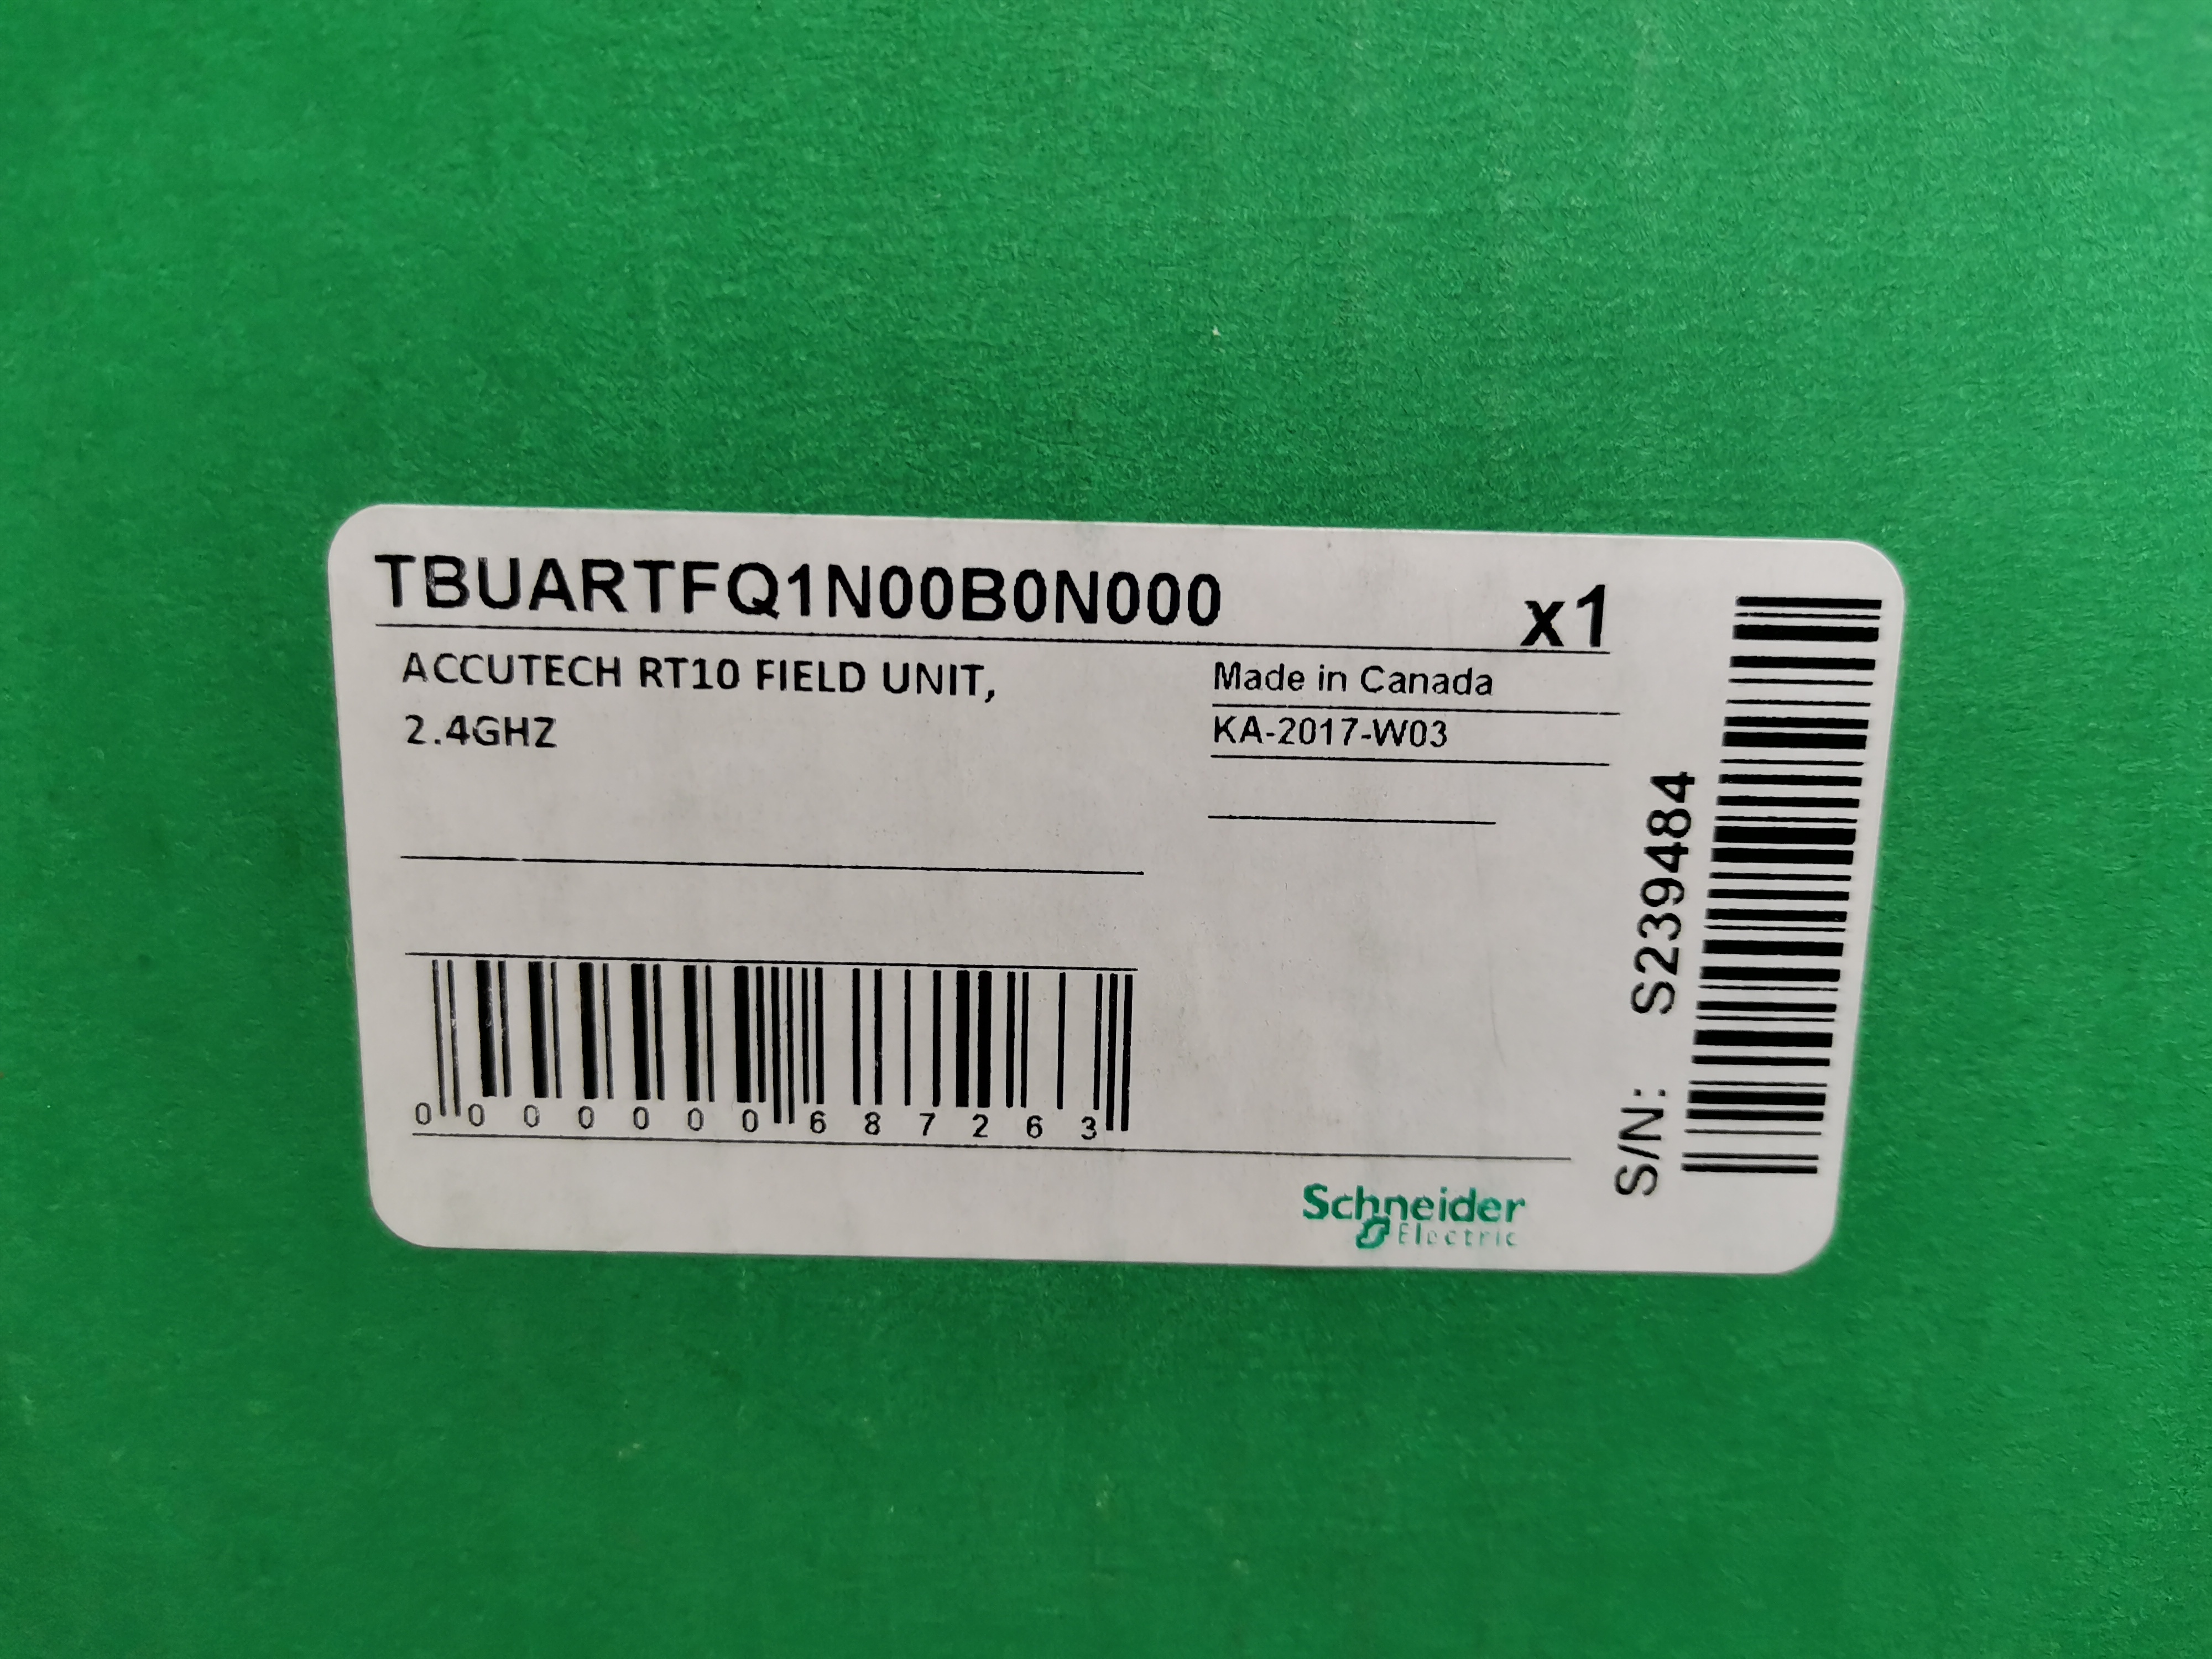 TBUARTFQ1N00B0N000
x1
ACCUTECH RT10 FIELD UNIT,
2.4GHZ
Made in Canada
KA-2017-W03
0 0 0 0 0 0 0 6 8 7 2 6 3
S/N: S239484
Schneider
Electric